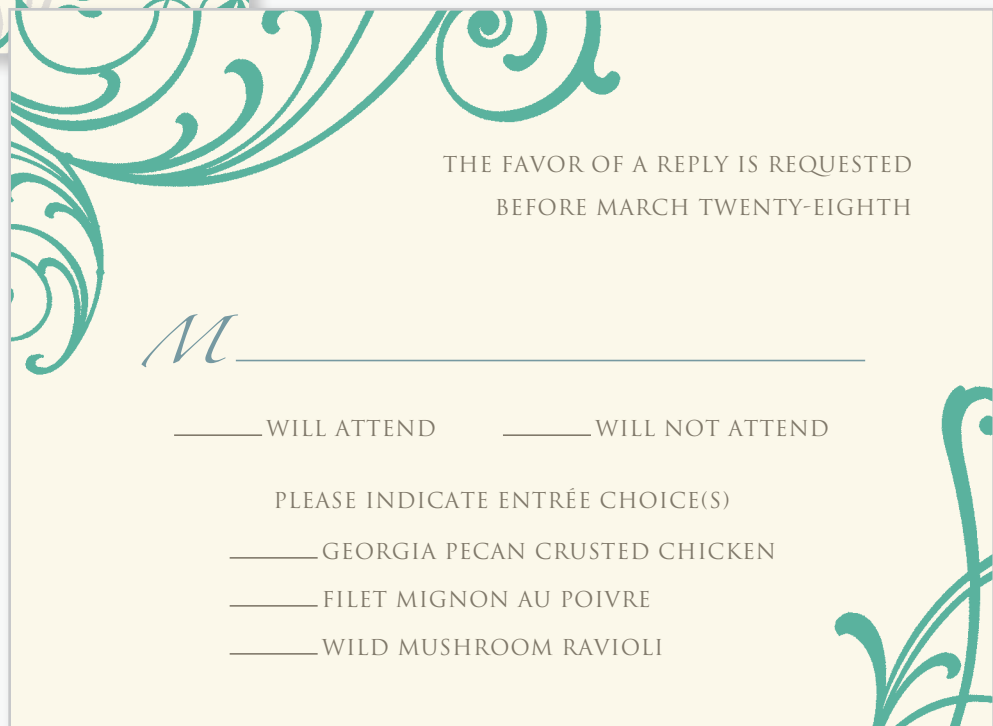 THE FAVOR OF A REPLY IS REQUESTED
BEFORE MARCH TWENTY-EIGHTH
M
WILL ATTEND WILL NOT ATTEND
PLEASE INDICATE ENTRÉE CHOICE(S)
GEORGIA PECAN CRUSTED CHICKEN
FILET MIGNON AU POIVRE
WILD MUSHROOM RAVIOLI